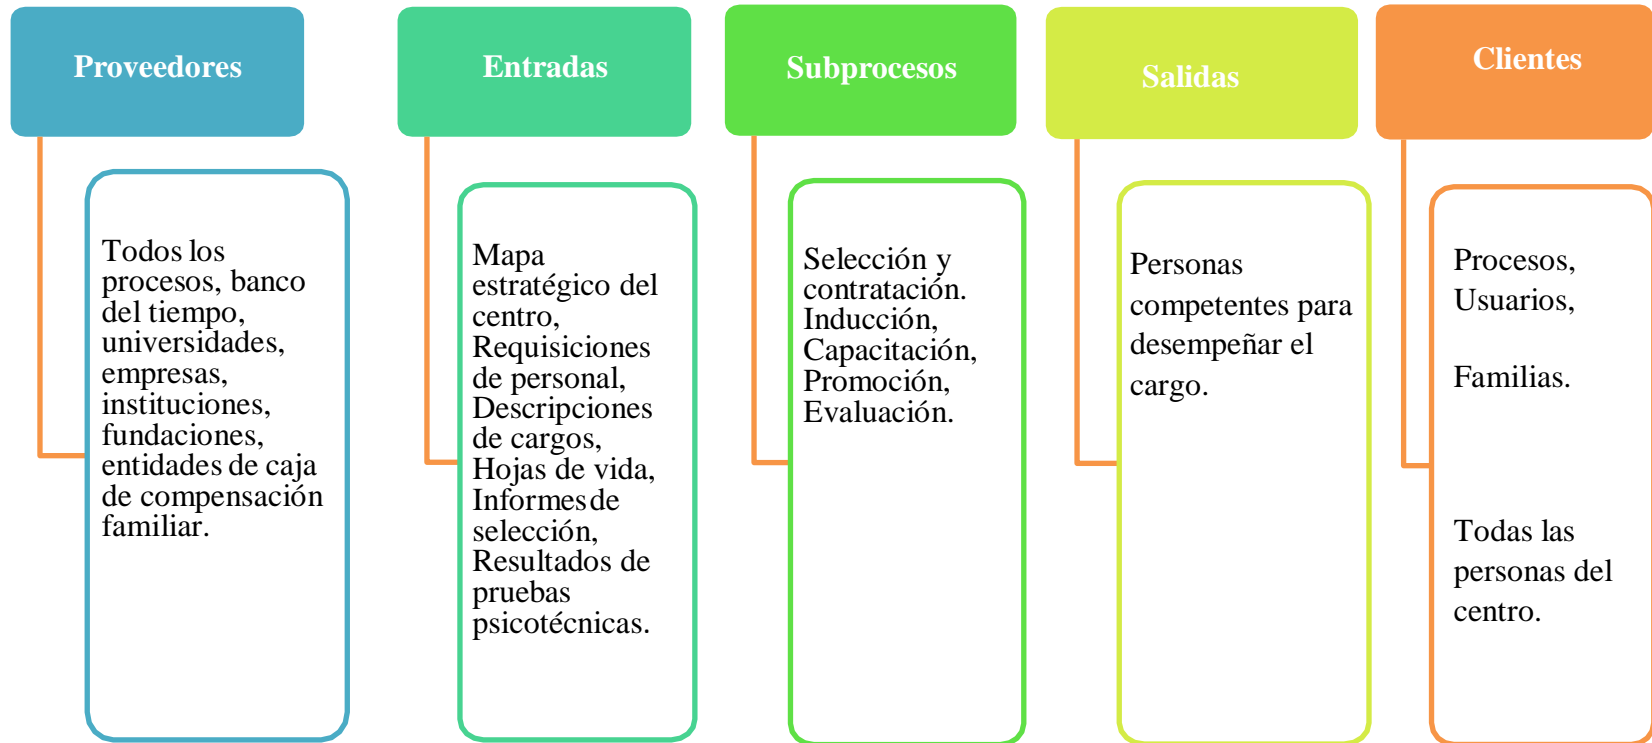 Proveedores
Todos los
procesos, banco
del tiempo,
universidades,
empresas,
instituciones,
fundaciones,
entidades de caja
de compensación
familiar.
Entradas
Mapa
estratégico del
centro,
Requisiciones
de personal,
Descripciones
de cargos,
Hojas de vida,
Informes de
selección,
Resultados de
pruebas
psicotécnicas.
Subprocesos
Selección y
contratación.
Inducción,
Capacitación,
Promoción,
Evaluación.
Salidas
Personas
competentes para
desempeñar el
cargo.
Clientes
Procesos,
Usuarios,
Familias.
Todas las
personas del
centro.